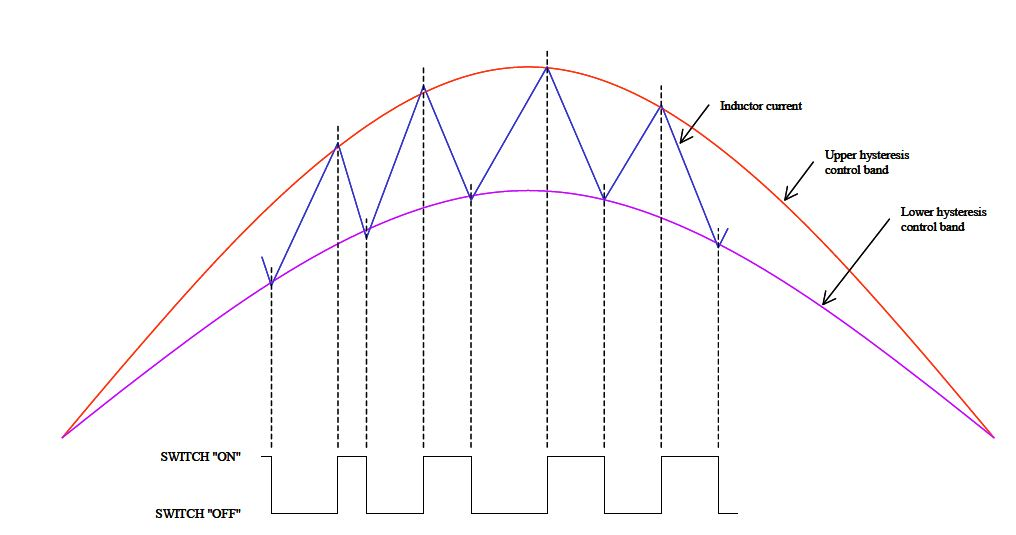 Inductor current
Upper hysteresis
control band
Lower hysteresis
control band
SWITCH "ON"
SWITCH "OFF"